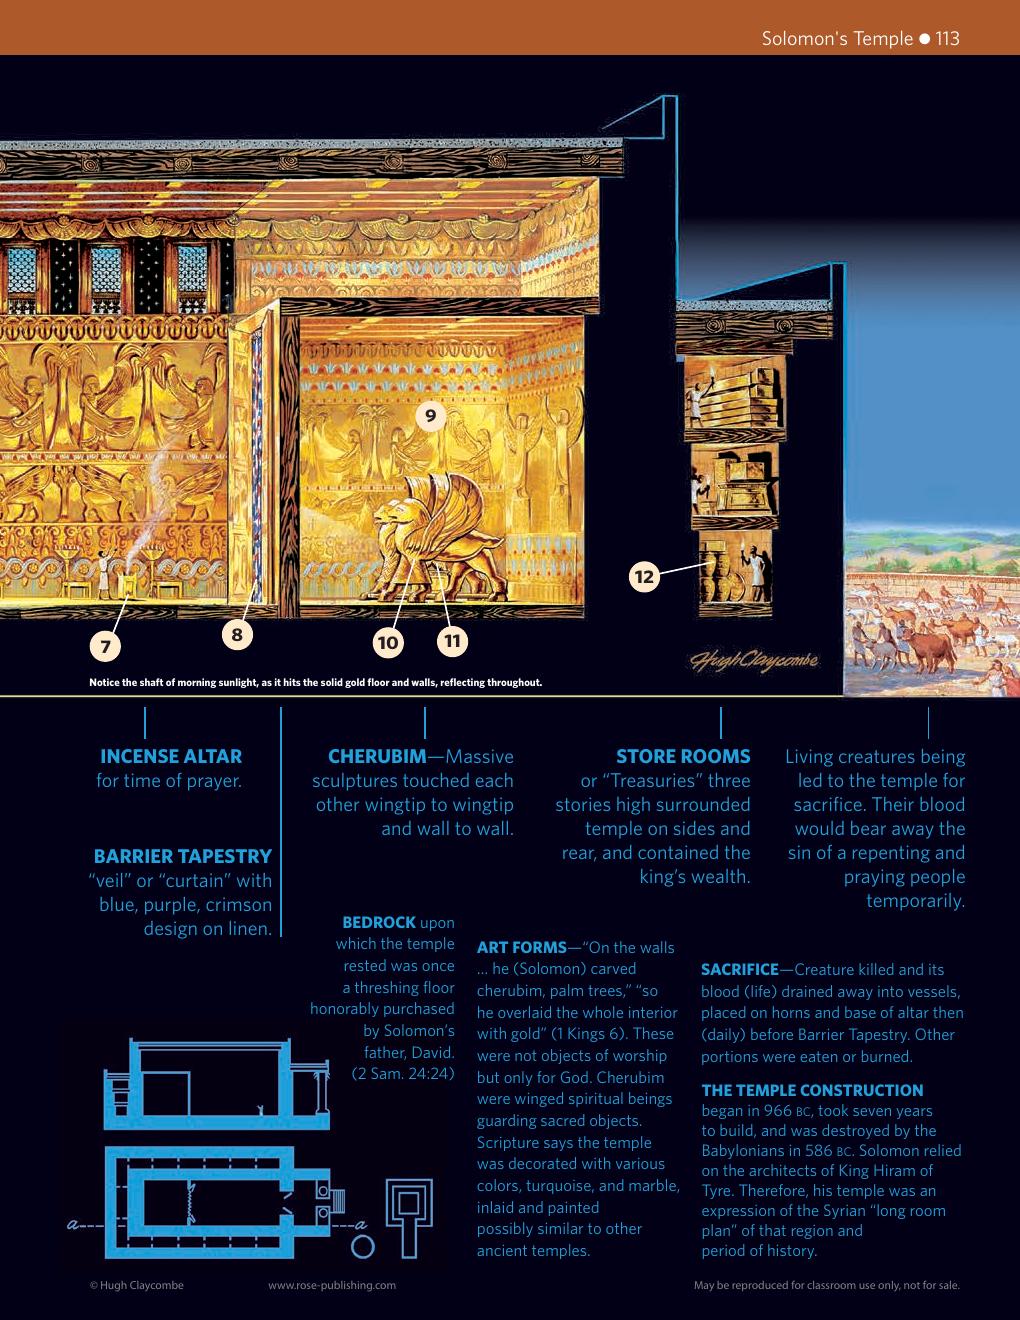 Solomon's Temple ● 113
9
12
8
7
10
11
Hugh Claycombe
Notice the shaft of morning sunlight, as it hits the solid gold floor and walls, reflecting throughout.
INCENSE ALTAR
for time of prayer.
BARRIER TAPESTRY
“veil” or “curtain” with
blue, purple, crimson
design on linen.
CHERUBIM—Massive
sculptures touched each
other wingtip to wingtip
and wall to wall.
STORE ROOMS
or “Treasuries” three
stories high surrounded
temple on sides and
rear, and contained the
king’s wealth.
Living creatures being
led to the temple for
sacrifice. Their blood
would bear away the
sin of a repenting and
praying people
temporarily.
BEDROCK upon
which the temple
rested was once
a threshing floor
honorably purchased
by Solomon’s
father, David.
(2 Sam. 24:24)
ART FORMS—“On the walls
... he (Solomon) carved
cherubim, palm trees,” “so
he overlaid the whole interior
with gold” (1 Kings 6). These
were not objects of worship
but only for God. Cherubim
were winged spiritual beings
guarding sacred objects.
Scripture says the temple
was decorated with various
colors, turquoise, and marble,
inlaid and painted
possibly similar to other
ancient temples.
SACRIFICE—Creature killed and its
blood (life) drained away into vessels,
placed on horns and base of altar then
(daily) before Barrier Tapestry. Other
portions were eaten or burned.
THE TEMPLE CONSTRUCTION
began in 966 BC, took seven years
to build, and was destroyed by the
Babylonians in 586 BC. Solomon relied
on the architects of King Hiram of
Tyre. Therefore, his temple was an
expression of the Syrian “long room
plan” of that region and
period of history.
a
a
© Hugh Claycombe
www.rose-publishing.com
May be reproduced for classroom use only, not for sale.